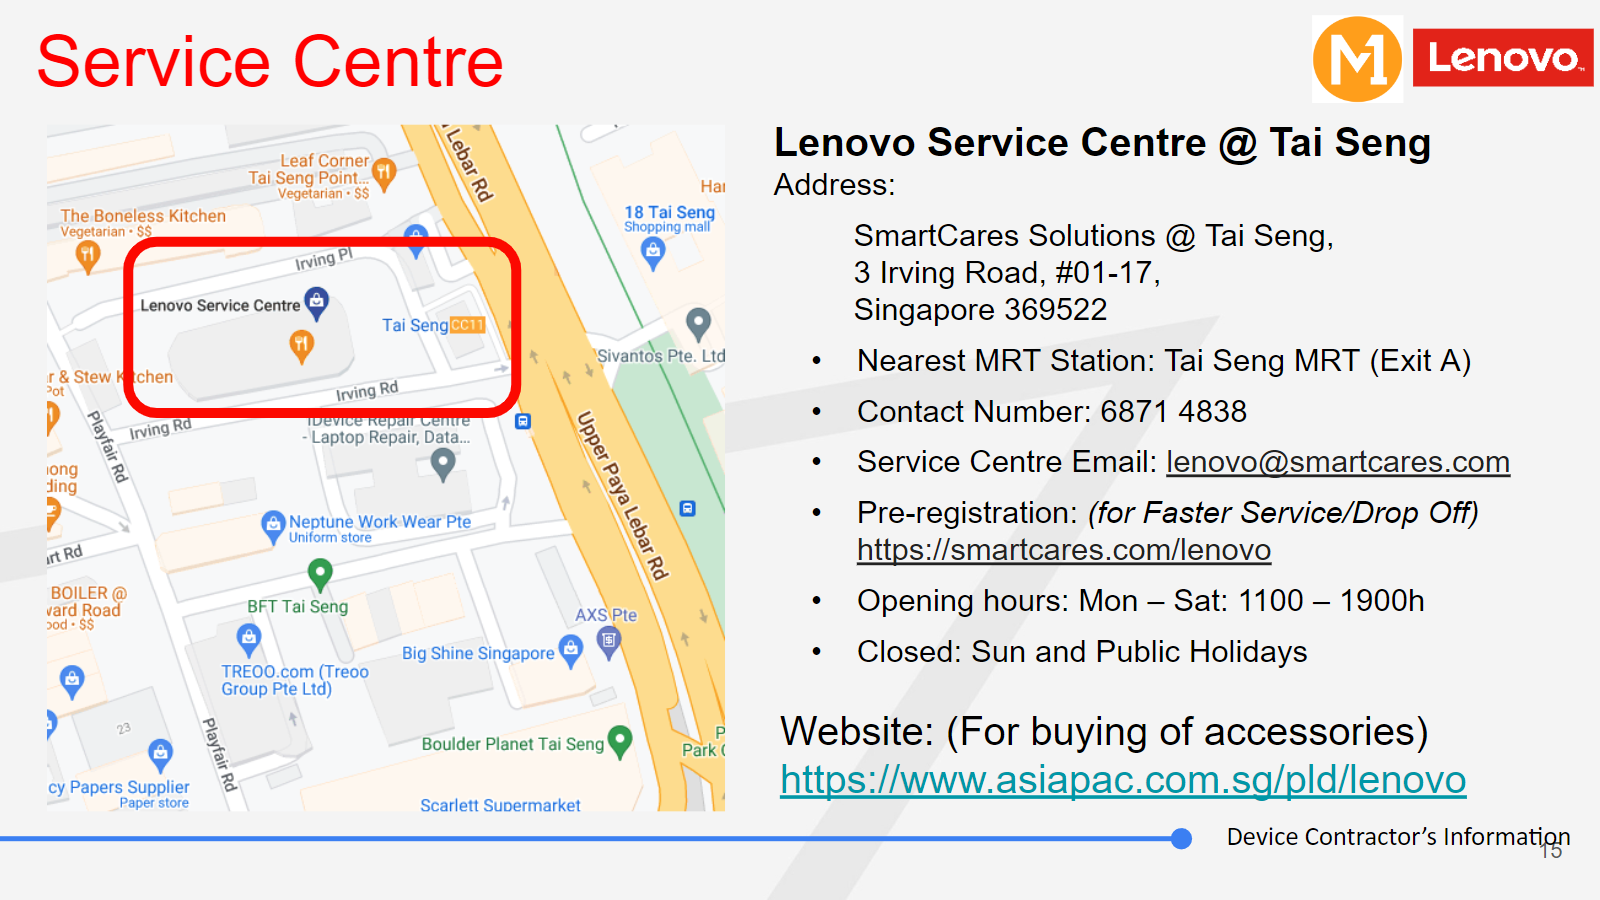 Service Centre
M1
Lenovo™
Lenovo Service Centre @ Tai Seng
Address:
SmartCares Solutions @ Tai Seng,
3 Irving Road, #01-17,
Singapore 369522
• Nearest MRT Station: Tai Seng MRT (Exit A)
• Contact Number: 6871 4838
• Service Centre Email: lenovo@smartcares.com
• Pre-registration: (for Faster Service/Drop Off)
https://smartcares.com/lenovo
• Opening hours: Mon – Sat: 1100 – 1900h
• Closed: Sun and Public Holidays
Website: (For buying of accessories)
https://www.asiapac.com.sg/pld/lenovo
Lebar Rd
Leaf Corner
Tai Seng Point...
Vegetarian • $$
The Boneless Kitchen
Vegetarian • $$
18 Tai Seng
Shopping mall
Irving Pl
Lenovo Service Centre
Tai Seng CC11
Sivantos Pte. Ltd
& Stew Kitchen
Pot
Irving Rd
Irving Rd
iDevice Repair Centre
- Laptop Repair, Data...
Playfair Rd
Upper Paya Lebar Rd
Neptune Work Wear Pte
Uniform store
BFT Tai Seng
BOILER @
ward Road
ood • $$
AXS Pte
Big Shine Singapore
TREOO.com (Treoo
Group Pte Ltd)
23
Playfair Rd
Boulder Planet Tai Seng
Park
cy Papers Supplier
Paper store
Scarlett Supermarket
Device Contractor's Information
15